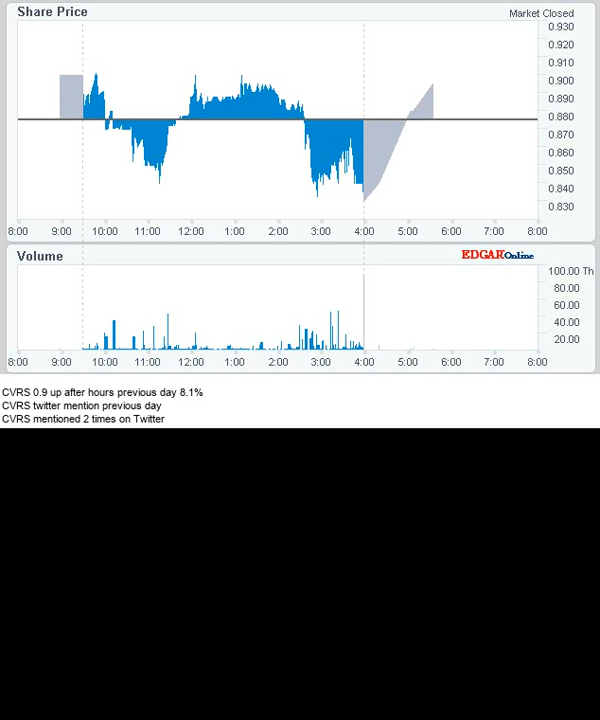 Share Price
Market Closed
0.930
0.920
0.910
0.900
0.890
0.880
0.870
0.860
0.850
0.840
0.830
8:00 9:00 10:00 11:00 12:00 1:00 2:00 3:00 4:00 5:00 6:00 7:00 8:00
Volume
EDGAR Online
100.00 Th
80.00
60.00
40.00
20.00
8:00 9:00 10:00 11:00 12:00 1:00 2:00 3:00 4:00 5:00 6:00 7:00 8:00
CVRS 0.9 up after hours previous day 8.1%
CVRS twitter mention previous day
CVRS mentioned 2 times on Twitter